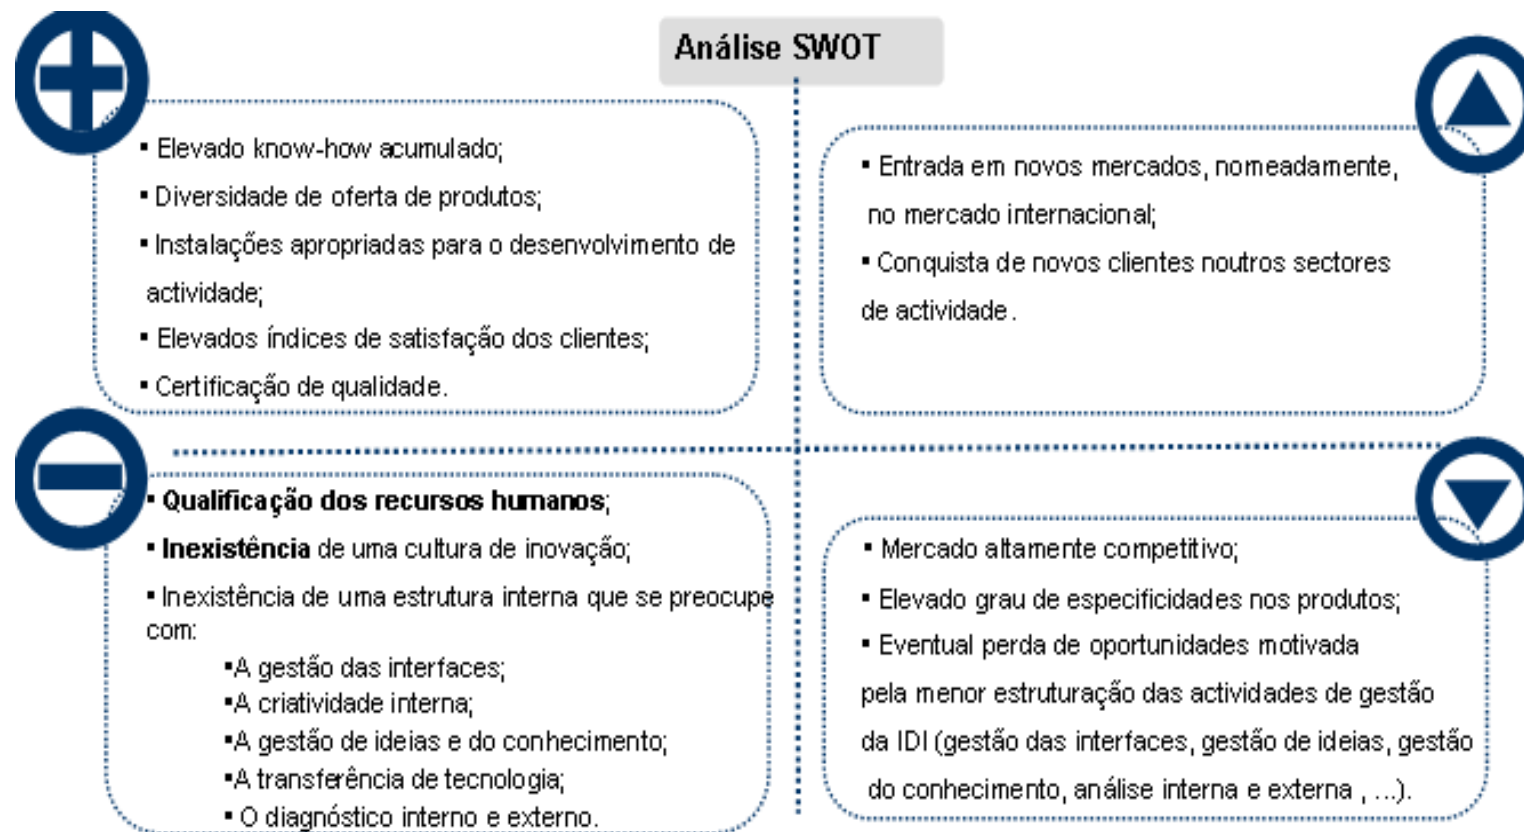 Análise SWOT
▪ Elevado know-how acumulado;
▪ Diversidade de oferta de produtos;
▪ Instalações apropriadas para o desenvolvimento de
actividade;
▪ Elevados índices de satisfação dos clientes;
▪ Certificação de qualidade.
▪ Entrada em novos mercados, nomeadamente,
no mercado internacional;
▪ Conquista de novos clientes noutros sectores
de actividade.
▪ Qualificação dos recursos humanos;
▪ Inexistência de uma cultura de inovação;
▪ Inexistência de uma estrutura interna que se preocupe
com:
▪A gestão das interfaces;
▪A criatividade interna;
▪A gestão de ideias e do conhecimento;
▪A transferência de tecnologia;
▪ O diagnóstico interno e externo.
▪ Mercado altamente competitivo;
▪ Elevado grau de especificidades nos produtos;
▪ Eventual perda de oportunidades motivada
pela menor estruturação das actividades de gestão
da IDI (gestão das interfaces, gestão de ideias, gestão
do conhecimento, análise interna e externa , ...).